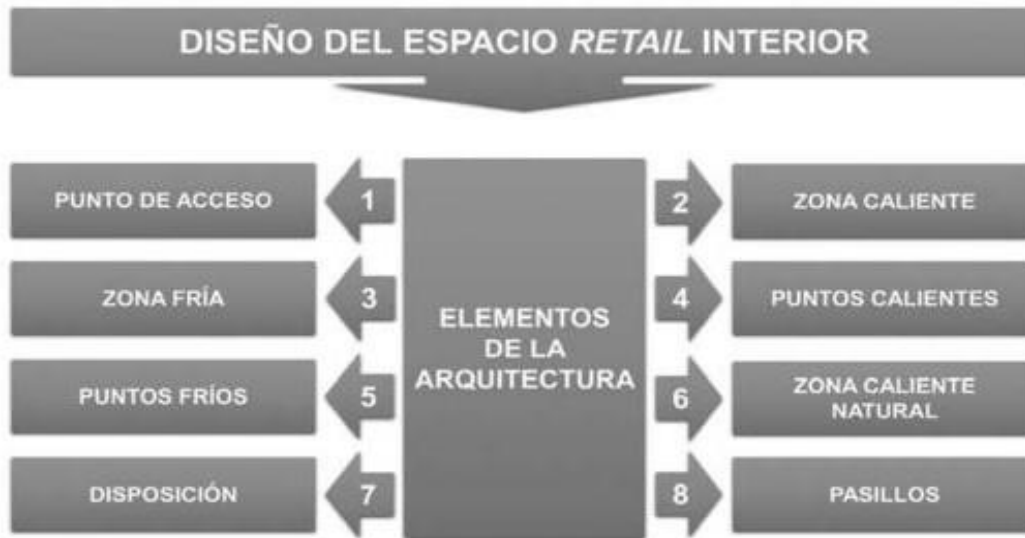 DISEÑO DEL ESPACIO RETAIL INTERIOR
PUNTO DE ACCESO
1
2
ZONA CALIENTE
ZONA FRÍA
3
4
PUNTOS CALIENTES
ELEMENTOS
DE LA
ARQUITECTURA
PUNTOS FRÍOS
5
6
ZONA CALIENTE
NATURAL
DISPOSICIÓN
7
8
PASILLOS